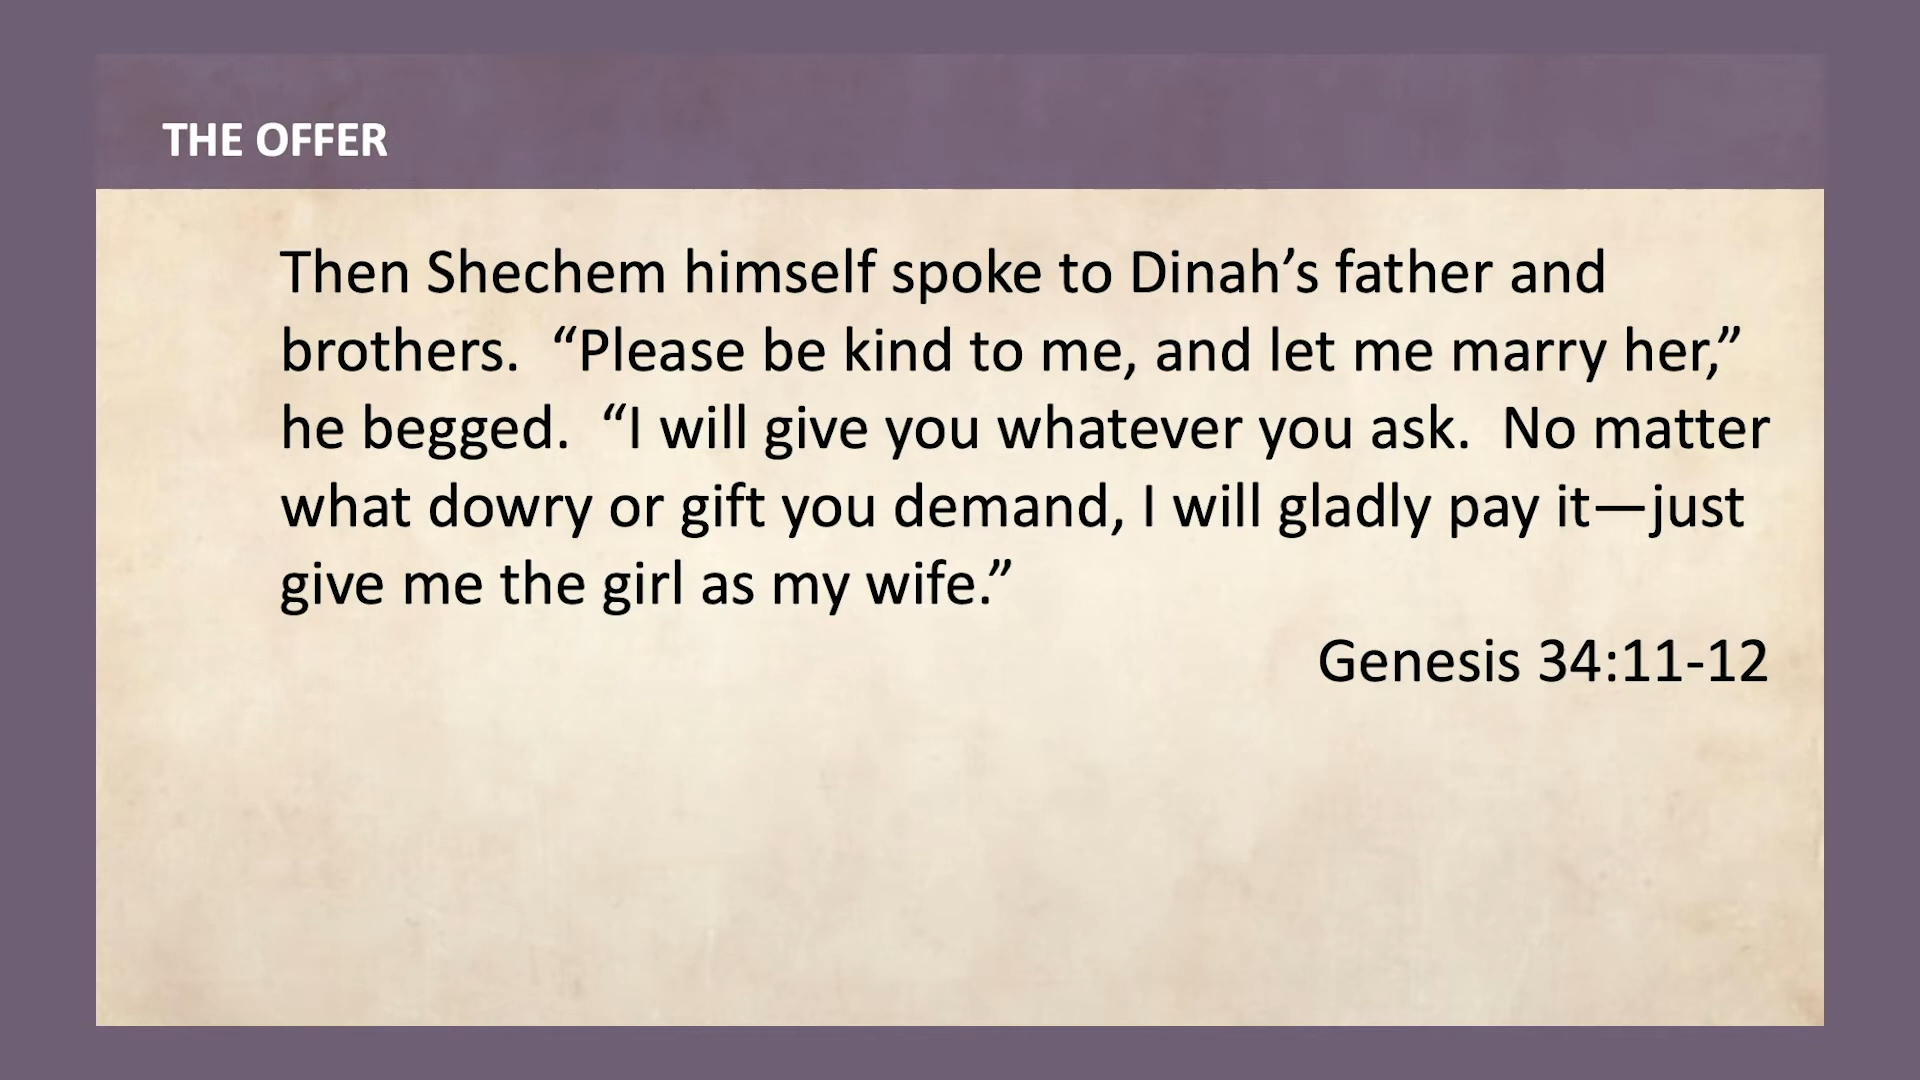 THE OFFER
Then Shechem himself spoke to Dinah’s father and
brothers.  “Please be kind to me, and let me marry her,”
he begged.  “I will give you whatever you ask.  No matter
what dowry or gift you demand, I will gladly pay it—just
give me the girl as my wife.”
Genesis 34:11-12